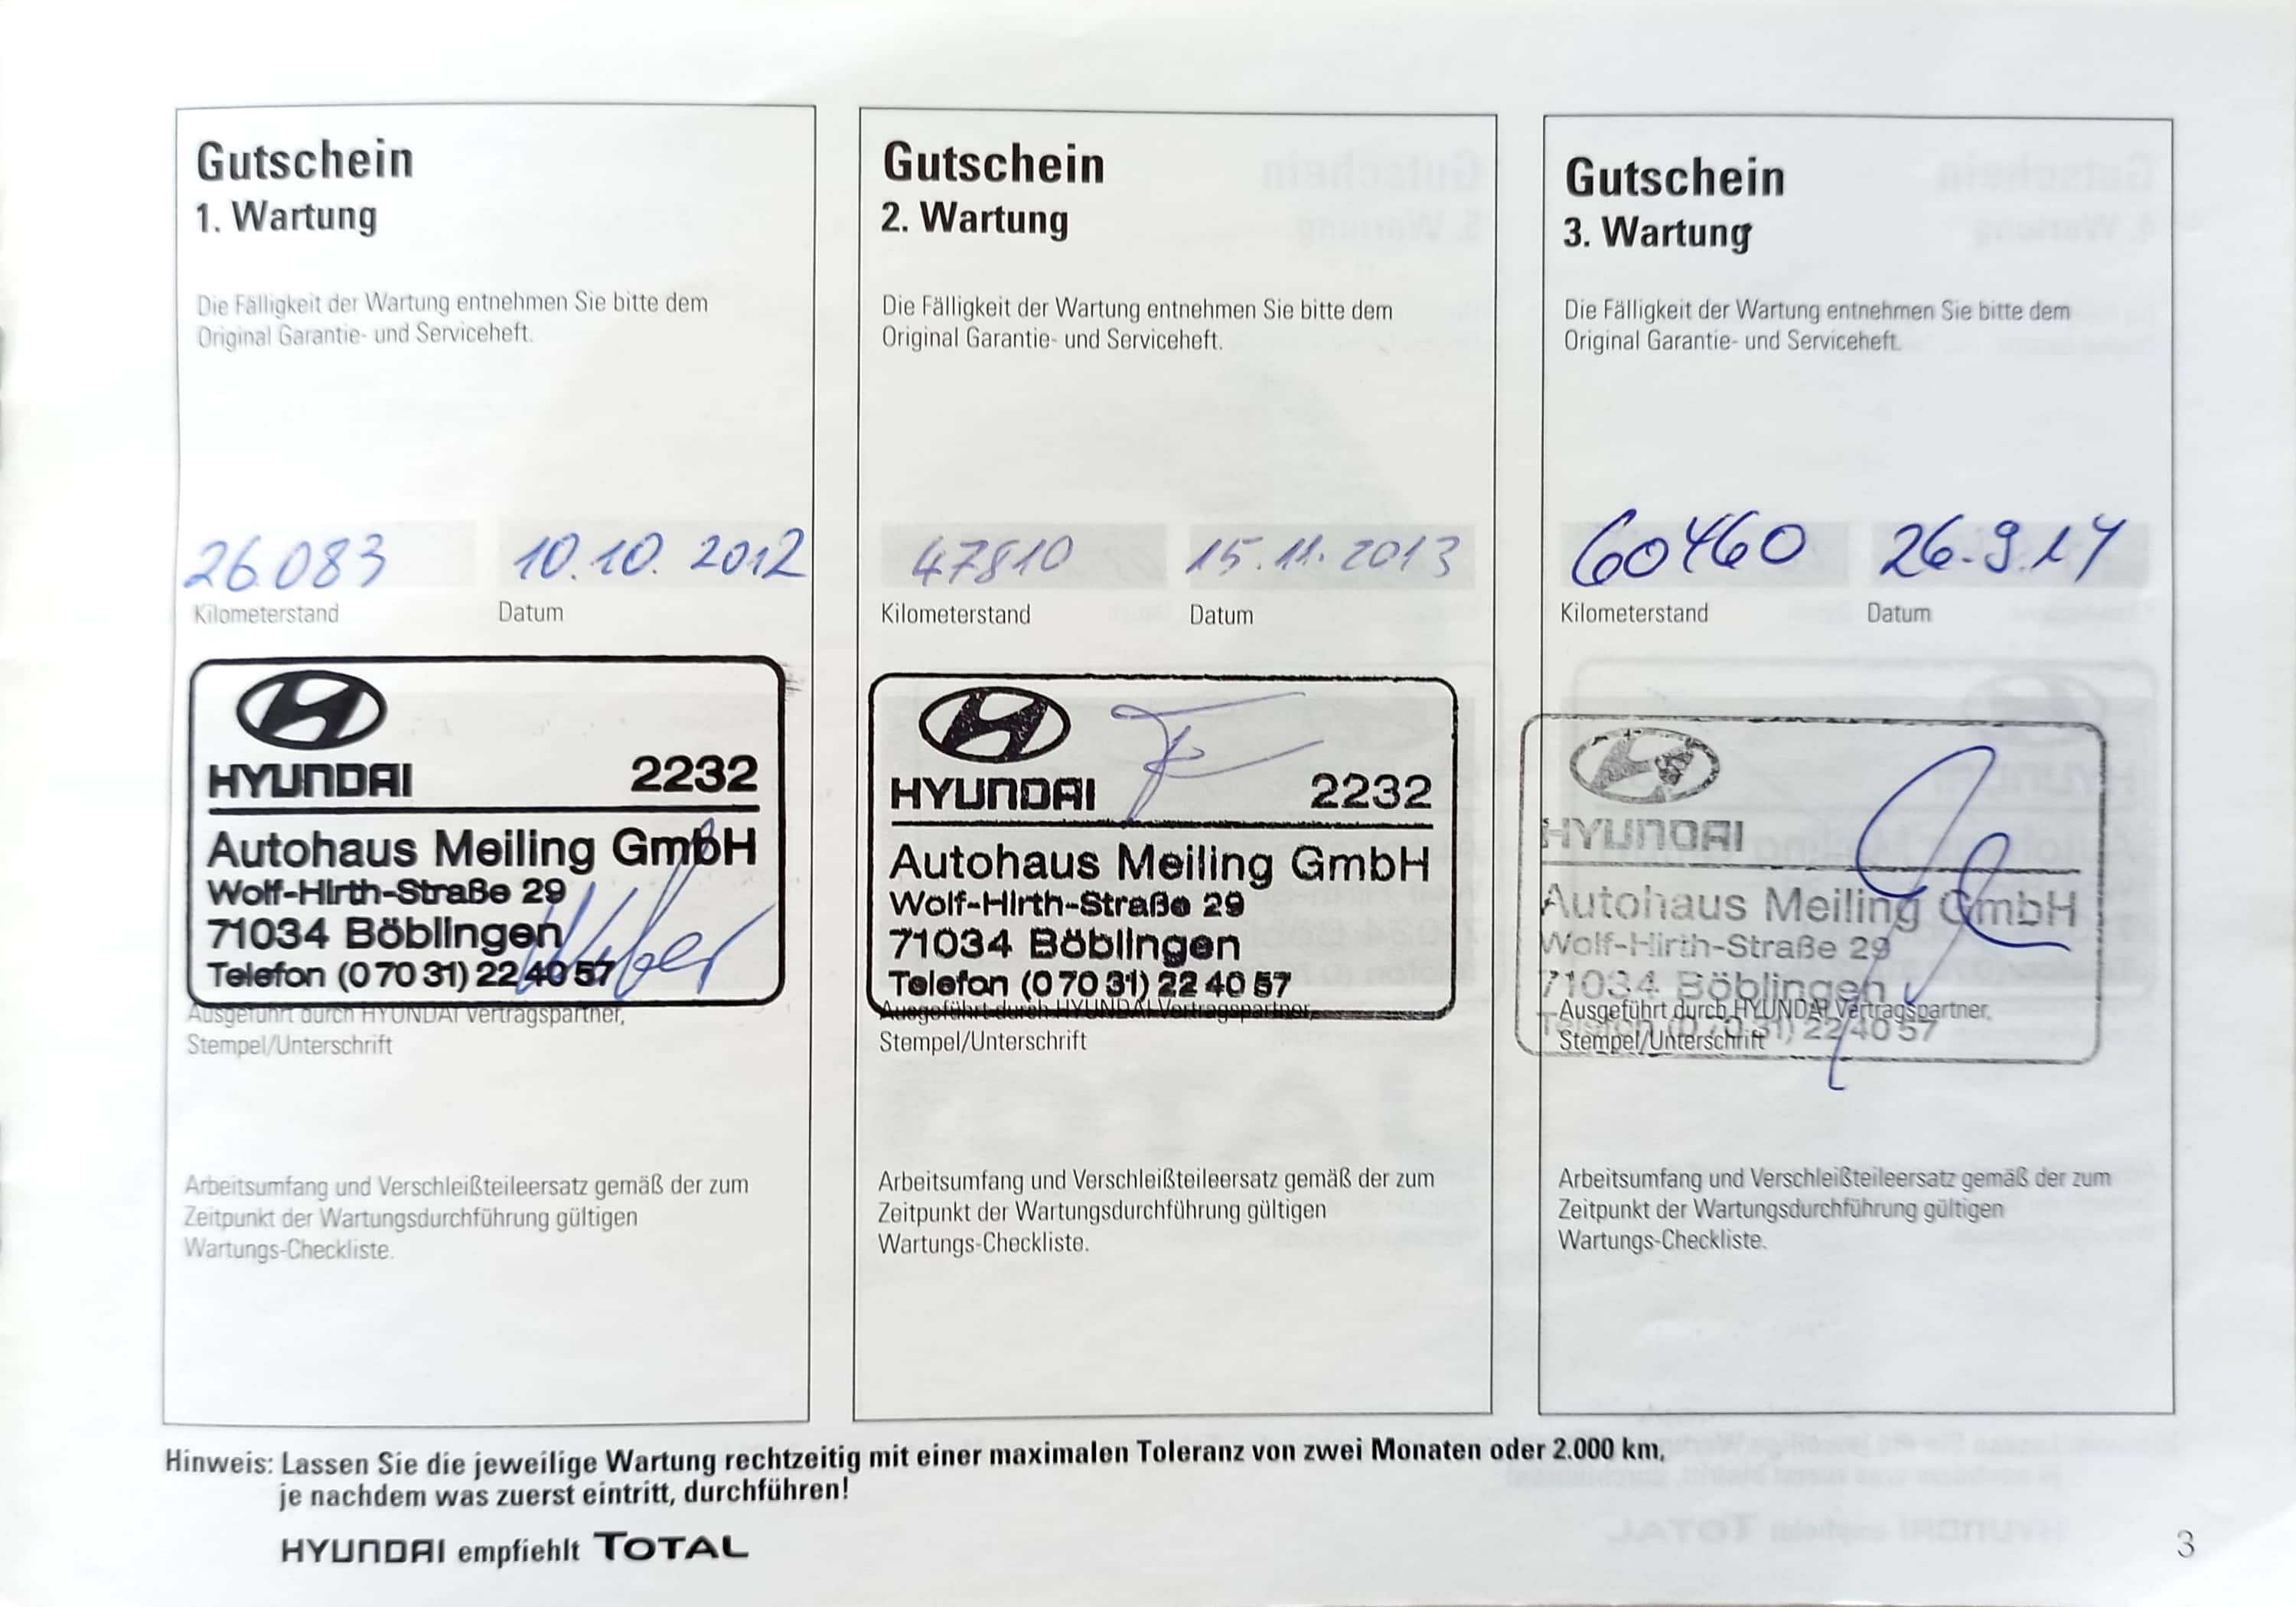 Gutschein
1. Wartung
Die Fälligkeit der Wartung entnehmen Sie bitte dem
Original Garantie- und Serviceheft.
26.083 10.10. 2012
Kilometerstand Datum
HYUNDAI 2232
Autohaus Meiling GmbH
Wolf-Hirth-Straße 29
71034 Böblingen
Telefon (0 70 31) 22 40 57
Ausgeführt durch HYUNDAI Vertragspartner,
Stempel/Unterschrift
Arbeitsumfang und Verschleißteileersatz gemäß der zum
Zeitpunkt der Wartungsdurchführung gültigen
Wartungs-Checkliste.
Gutschein
2. Wartung
Die Fälligkeit der Wartung entnehmen Sie bitte dem
Original Garantie- und Serviceheft.
47810 15.11.2013
Kilometerstand Datum
HYUNDAI 2232
Autohaus Meiling GmbH
Wolf-Hirth-Straße 29
71034 Böblingen
Telefon (0 70 31) 22 40 57
Ausgeführt durch HYUNDAI Vertragspartner,
Stempel/Unterschrift
Arbeitsumfang und Verschleißteileersatz gemäß der zum
Zeitpunkt der Wartungsdurchführung gültigen
Wartungs-Checkliste.
Gutschein
3. Wartung
Die Fälligkeit der Wartung entnehmen Sie bitte dem
Original Garantie- und Serviceheft.
60460 26.9.14
Kilometerstand Datum
HYUNDAI
Autohaus Meiling GmbH
Wolf-Hirth-Straße 29
71034 Böblingen
Telefon (0 70 31) 22 40 57
Ausgeführt durch HYUNDAI Vertragspartner,
Stempel/Unterschrift
Arbeitsumfang und Verschleißteileersatz gemäß der zum
Zeitpunkt der Wartungsdurchführung gültigen
Wartungs-Checkliste.
Hinweis: Lassen Sie die jeweilige Wartung rechtzeitig mit einer maximalen Toleranz von zwei Monaten oder 2.000 km,
je nachdem was zuerst eintritt, durchführen!
HYUNDAI empfiehlt TOTAL
3